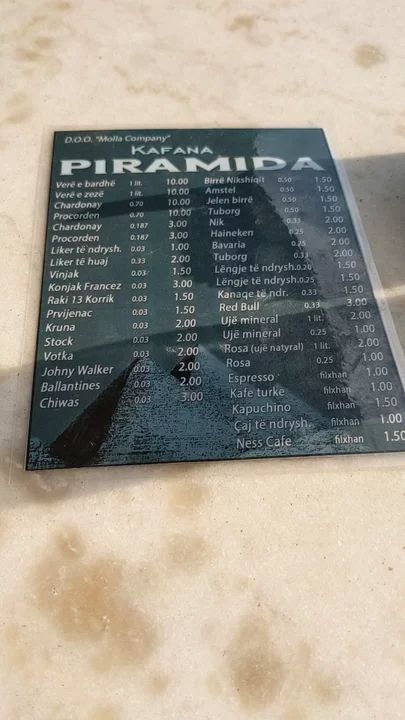 D.O.O. "Molla Company"
KAFANA
PIRAMIDA
Verë e bardhë 1 lit. 10.00
Verë e zezë 1 lit. 10.00
Chardonay 0.70 10.00
Procorden 0.70 10.00
Chardonay 0.187 3.00
Procorden 0.187 3.00
Liker të ndrysh. 0.03 1.00
Liker të huaj 0.33 2.00
Vinjak 0.03 1.50
Konjak Francez 0.03 3.00
Raki 13 Korrik 0.03 1.50
Prvijenac 0.03 1.50
Kruna 0.03 2.00
Stock 0.03 2.00
Votka 0.03 2.00
Johny Walker 0.03 2.00
Ballantines 0.03 2.00
Chiwas 0.03 3.00
Birrë Nikshiqit 0.50 1.50
Amstel 0.50 1.50
Jelen birrë 0.50 1.50
Tuborg 0.50 1.50
Nik 0.33 2.00
Haineken 0.25 2.00
Bavaria 0.25 2.00
Tuborg 0.33 2.00
Lëngje të ndrysh. 0.20 1.50
Lëngje të ndrysh. 0.25 1.50
Kanaqe të ndr. 0.33 1.50
Red Bull 0.33 3.00
Ujë mineral 1 lit. 2.00
Ujë mineral 0.25 1.00
Rosa (ujë natyral) 1 lit. 2.00
Rosa 0.25 1.00
Espresso filxhan 1.00
Kafe turke filxhan 1.00
Kapuchino filxhan 1.50
Çaj të ndrysh. filxhan 1.00
Ness Cafe filxhan 1.50